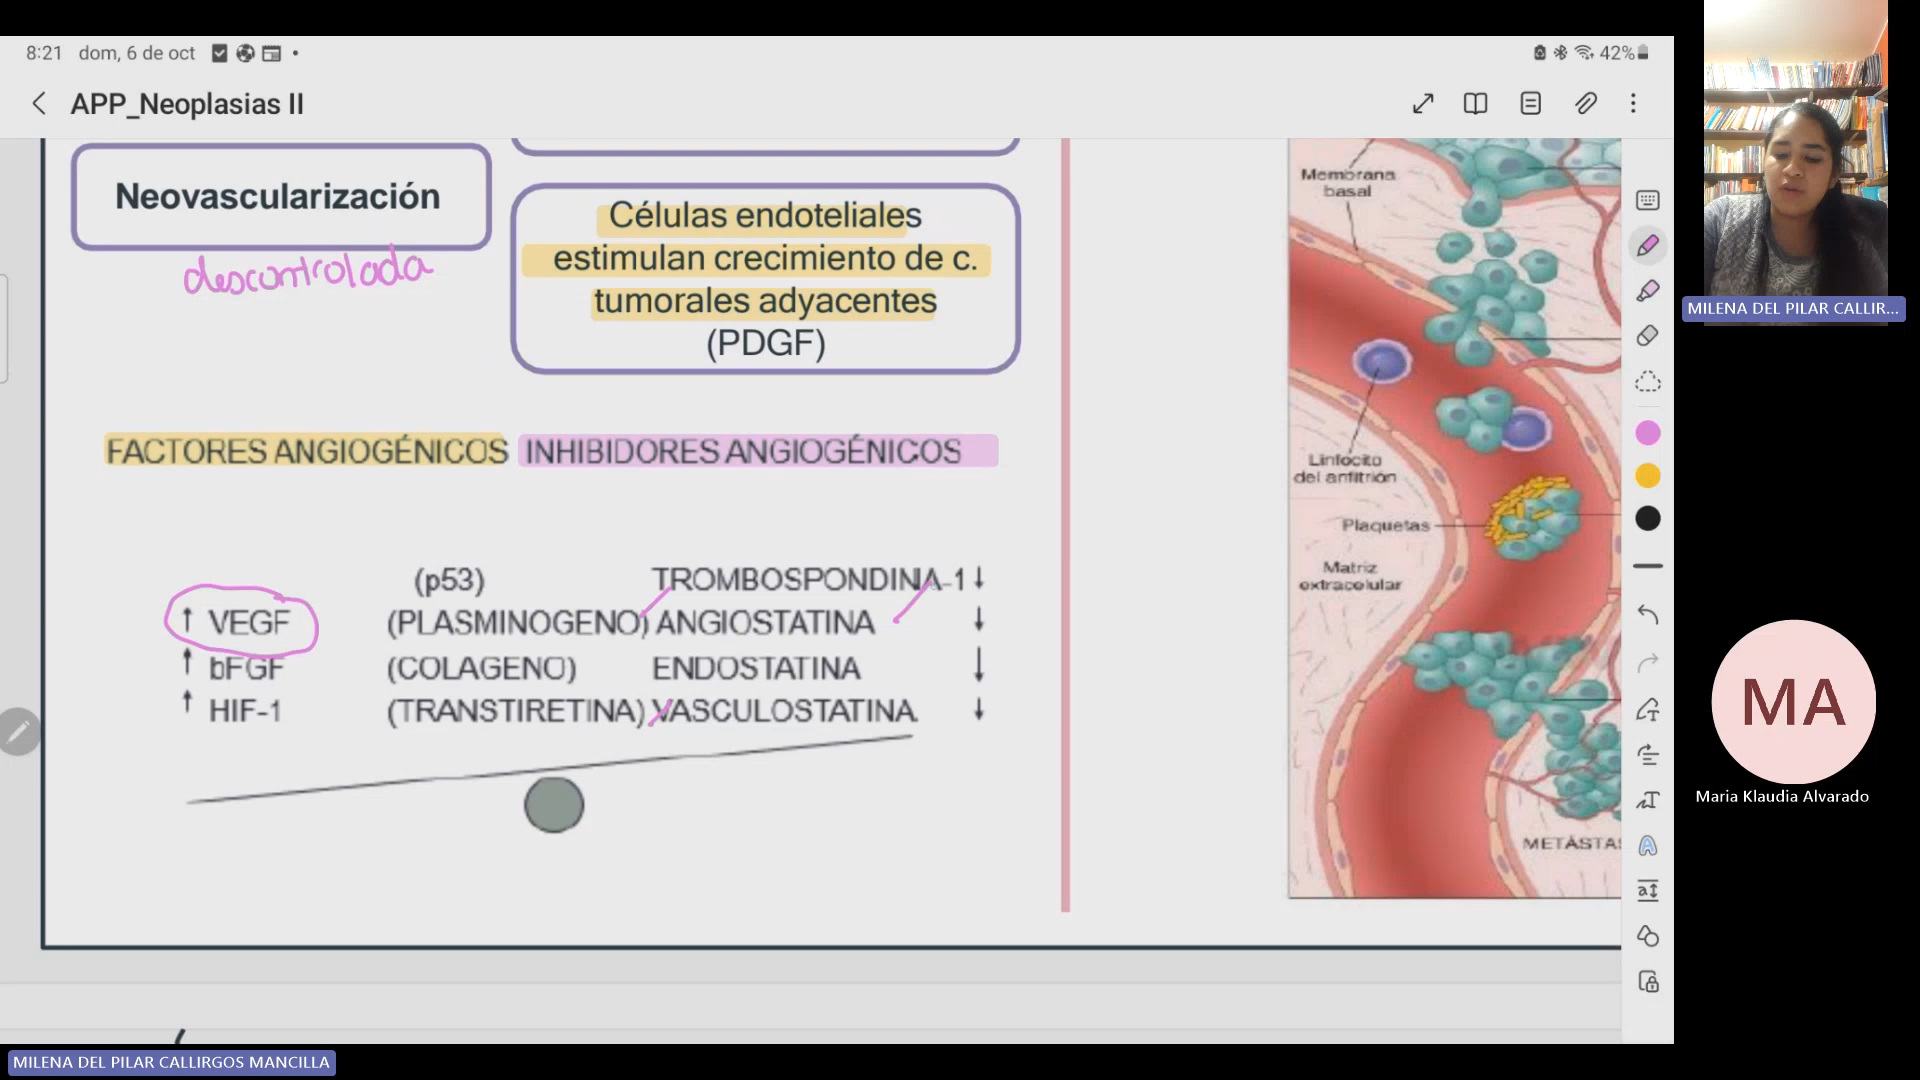 8:21 dom, 6 de oct
42%
APP_Neoplasias II
Neovascularización
descontrolada
Células endoteliales
estimulan crecimiento de c.
tumorales adyacentes
(PDGF)
FACTORES ANGIOGÉNICOS
INHIBIDORES ANGIOGÉNICOS
(p53) TROMBOSPONDINA-1 ↓
↑ VEGF (PLASMINOGENO) ANGIOSTATINA ↓
↑ bFGF (COLAGENO) ENDOSTATINA ↓
↑ HIF-1 (TRANSTIRETINA) VASCULOSTATINA ↓
Membrana
basal
Linfocito
del anfitrión
Plaquetas
Matriz
extracelular
METÁSTA
MILENA DEL PILAR CALLIR...
MA
Maria Klaudia Alvarado
MILENA DEL PILAR CALLIRGOS MANCILLA